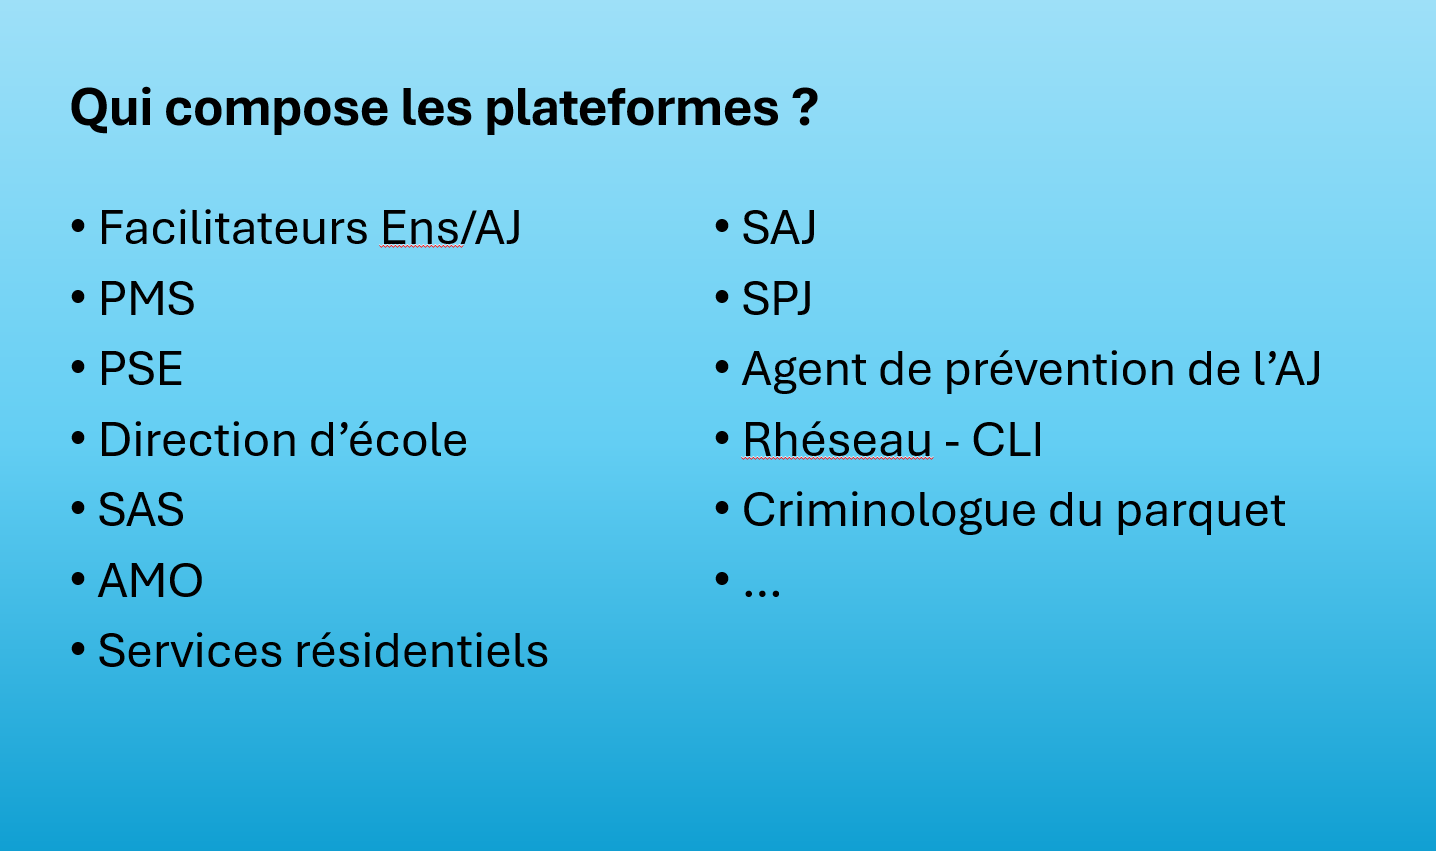 Qui compose les plateformes ?
• Facilitateurs Ens/AJ
• PMS
• PSE
• Direction d’école
• SAS
• AMO
• Services résidentiels
• SAJ
• SPJ
• Agent de prévention de l’AJ
• Rhéseau - CLI
• Criminologue du parquet
• …